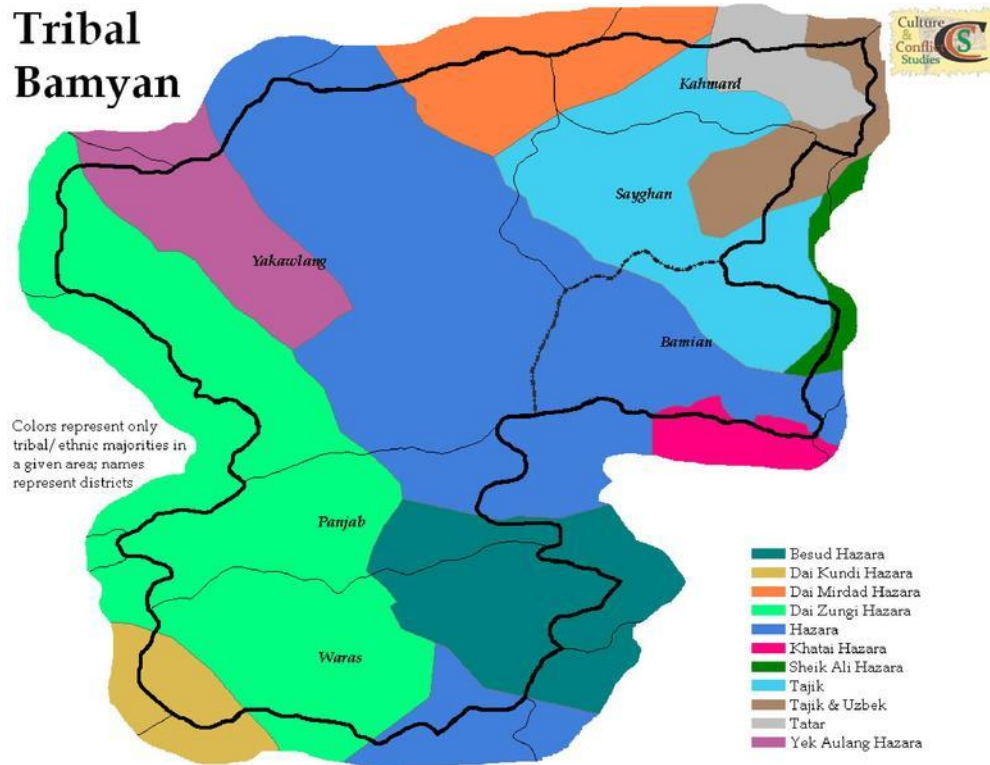 Tribal
Bamyan
Culture
&
Conflict
Studies
CCS
Kahmard
Sayghan
Yakawlang
Bamian
Colors represent only
tribal/ethnic majorities in
a given area; names
represent districts
Panjab
Waras
Besud Hazara
Dai Kundi Hazara
Dai Mirdad Hazara
Dai Zungi Hazara
Hazara
Khatai Hazara
Sheik Ali Hazara
Tajik
Tajik & Uzbek
Tatar
Yek Aulang Hazara